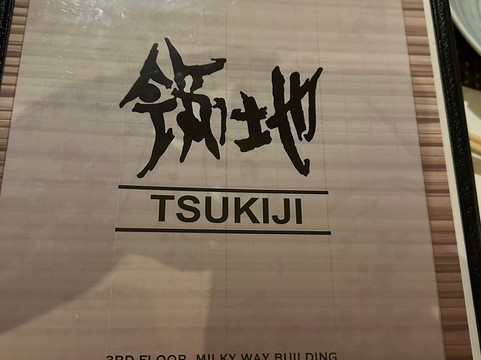 築地
TSUKIJI
3RD FLOOR, MILKY WAY BUILDING